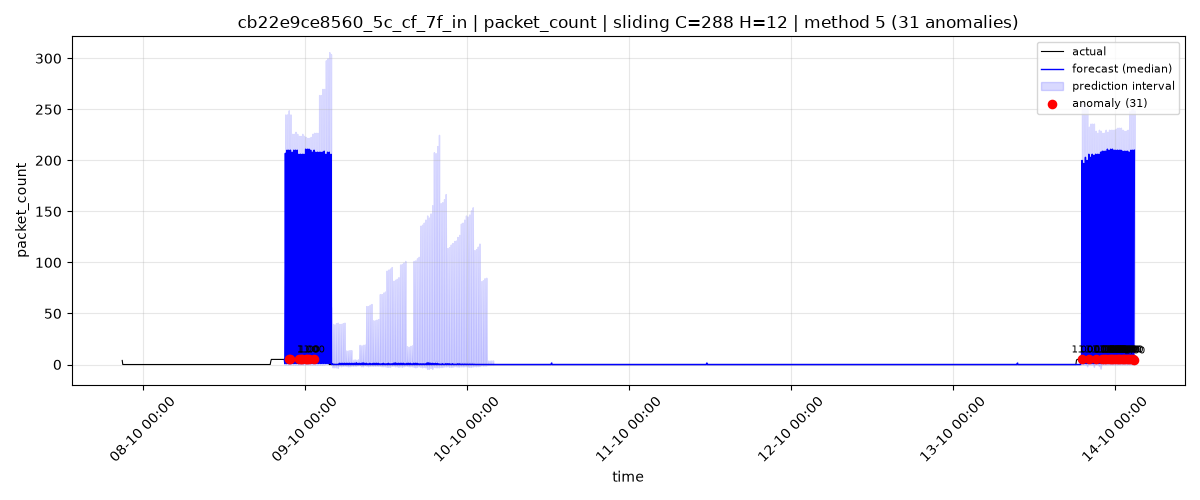 cb22e9ce8560_5c_cf_7f_in | packet_count | sliding C=288 H=12 | method 5 (31 anomalies)
actual
forecast (median)
prediction interval
anomaly (31)
packet_count
300
250
200
150
100
50
0
08-10 00:00
09-10 00:00
10-10 00:00
11-10 00:00
12-10 00:00
13-10 00:00
14-10 00:00
time